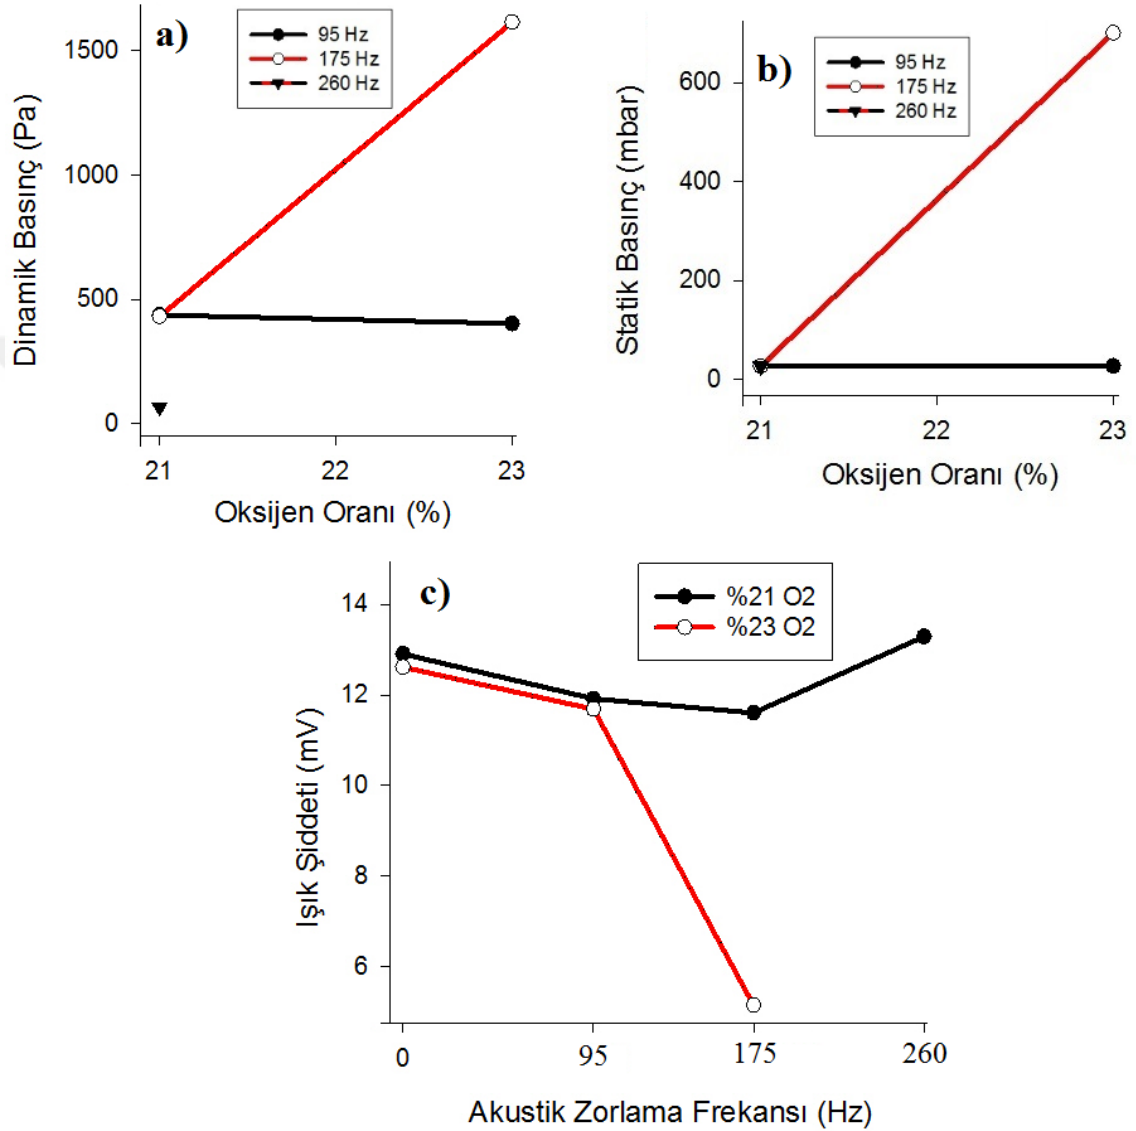 a)
95 Hz
175 Hz
260 Hz
1500
1000
500
0
Dinamik Basınç (Pa)
21
22
23
Oksijen Oranı (%)
b)
95 Hz
175 Hz
260 Hz
600
400
200
0
Statik Basınç (mbar)
21
22
23
Oksijen Oranı (%)
c)
%21 O2
%23 O2
14
12
10
8
6
Işık Şiddeti (mV)
0
95
175
260
Akustik Zorlama Frekansı (Hz)